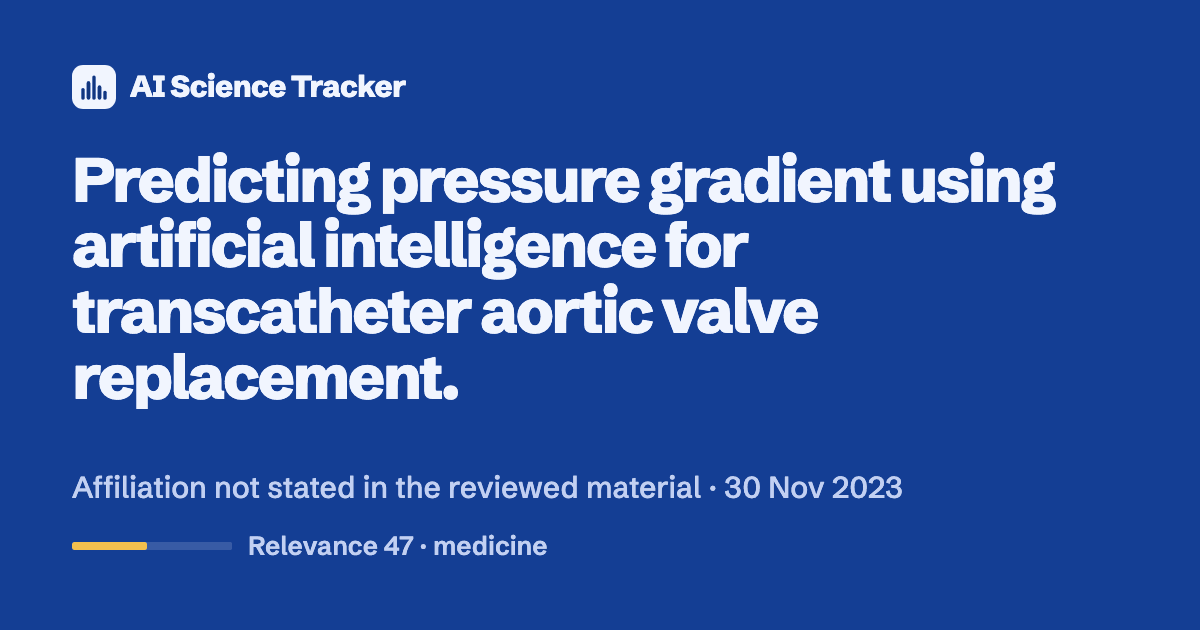 AI Science Tracker
Predicting pressure gradient using
artificial intelligence for
transcatheter aortic valve
replacement.
Affiliation not stated in the reviewed material · 30 Nov 2023
Relevance 47 · medicine